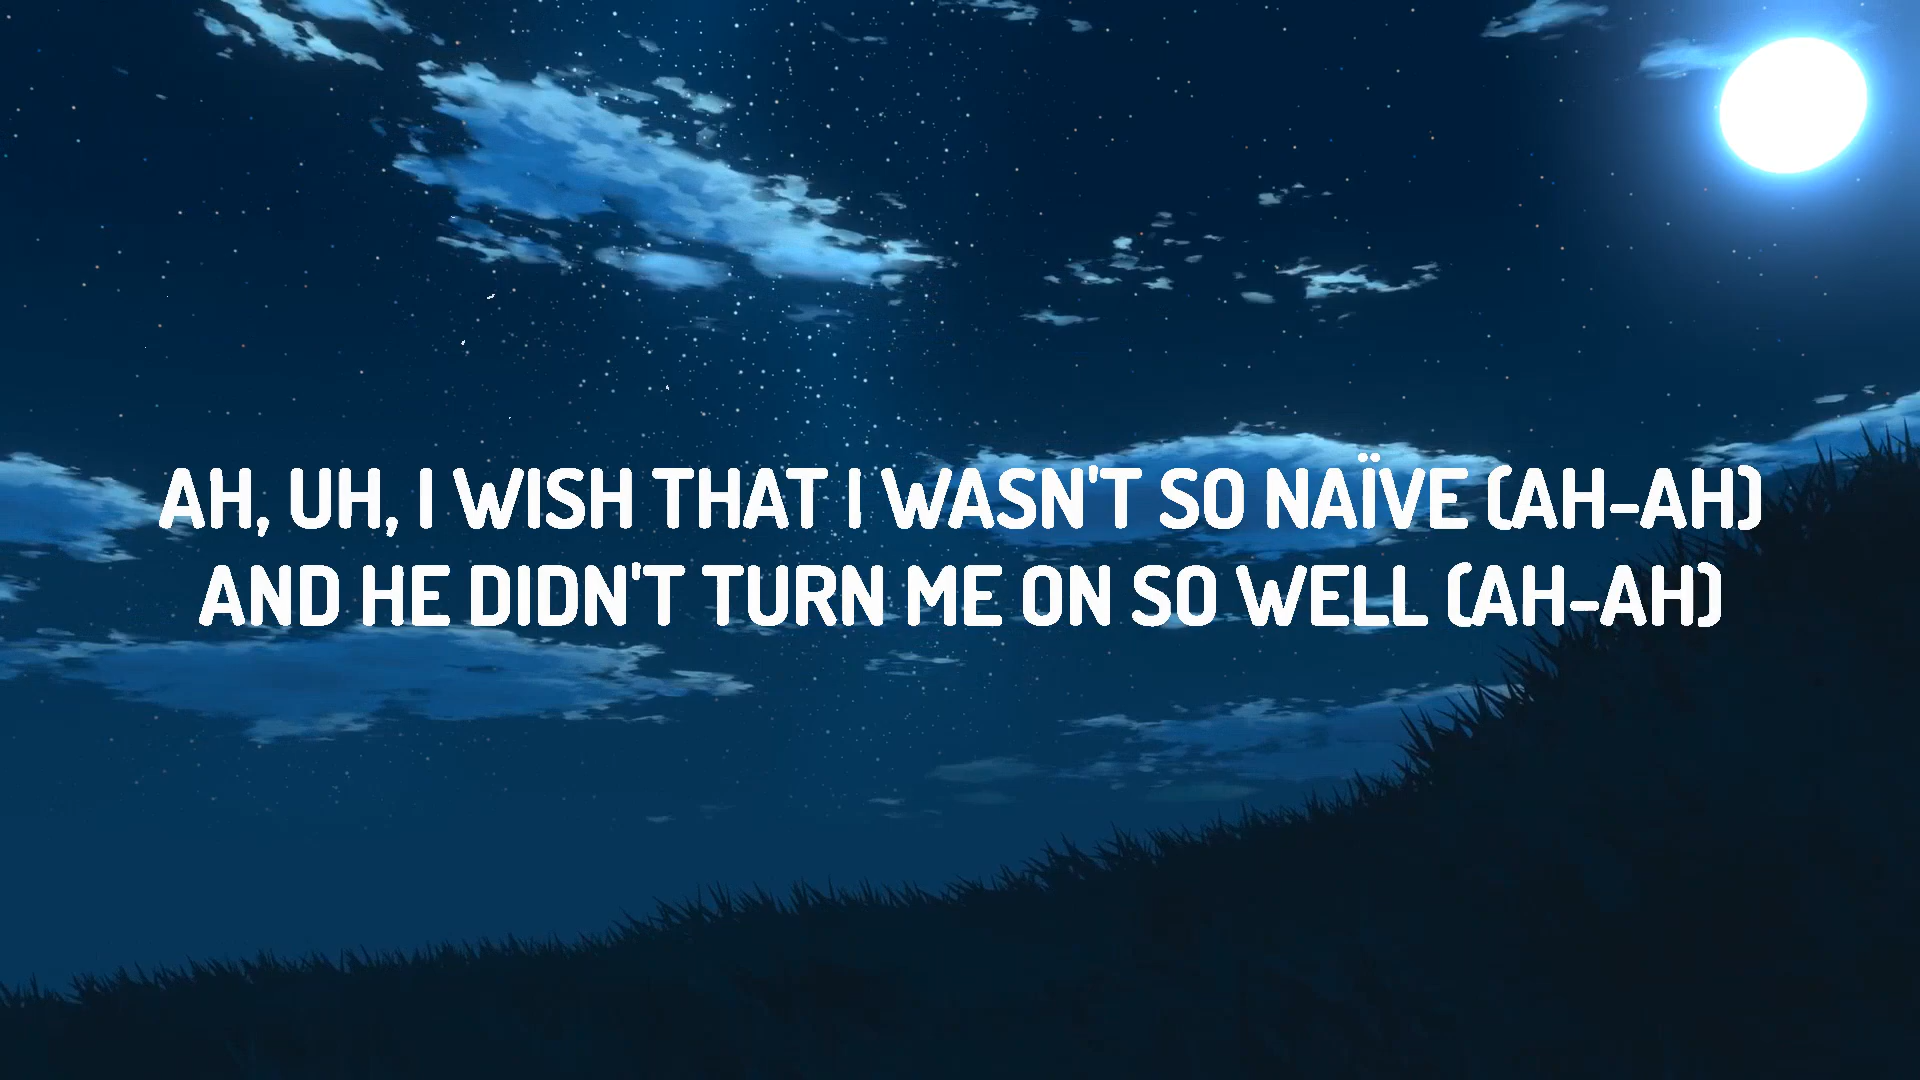 AH, UH, I WISH THAT I WASN'T SO NAÏVE (AH-AH)
AND HE DIDN'T TURN ME ON SO WELL (AH-AH)